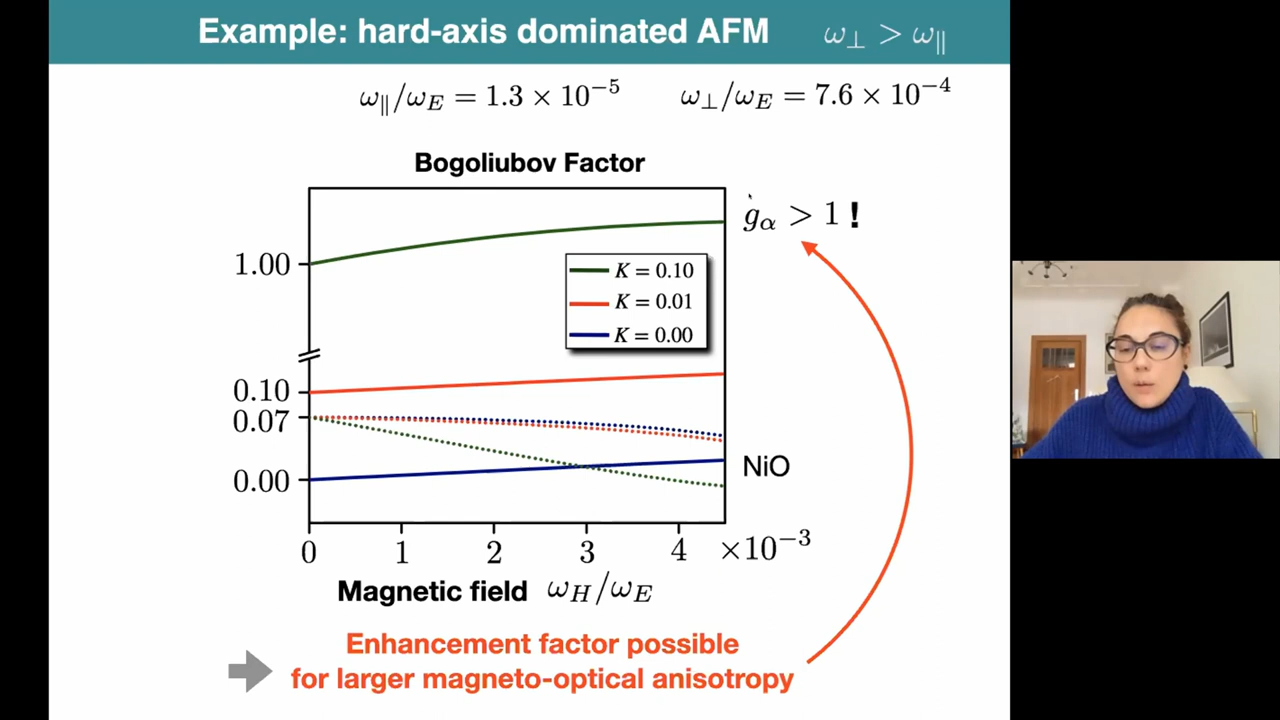 Example: hard-axis dominated AFM ω⊥ > ω∥
ω∥/ωE = 1.3 × 10⁻⁵ ω⊥/ωE = 7.6 × 10⁻⁴
Bogoliubov Factor
gα > 1 !
1.00
K = 0.10
K = 0.01
K = 0.00
0.10
0.07
0.00
NiO
0 1 2 3 4 ×10⁻³
Magnetic field ωH/ωE
Enhancement factor possible
for larger magneto-optical anisotropy